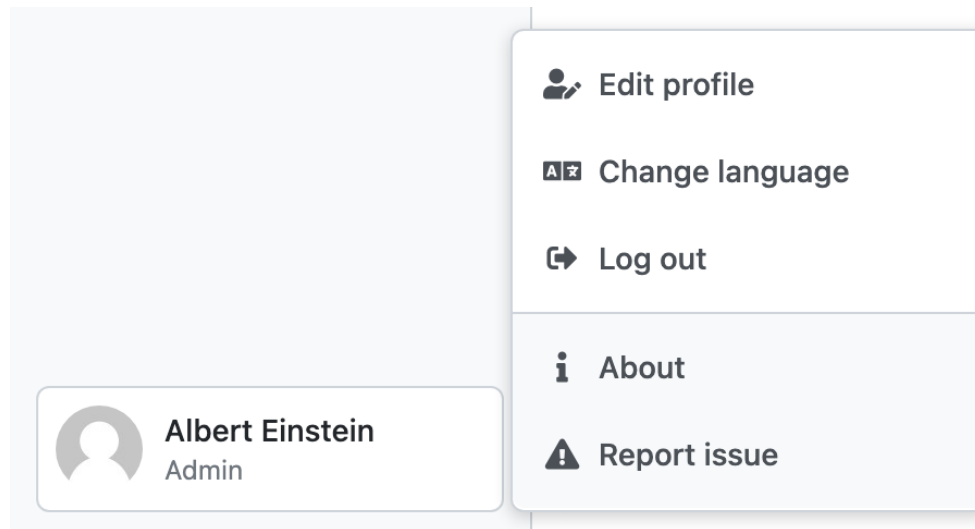 Edit profile
Change language
Log out
About
Report issue
Albert Einstein
Admin